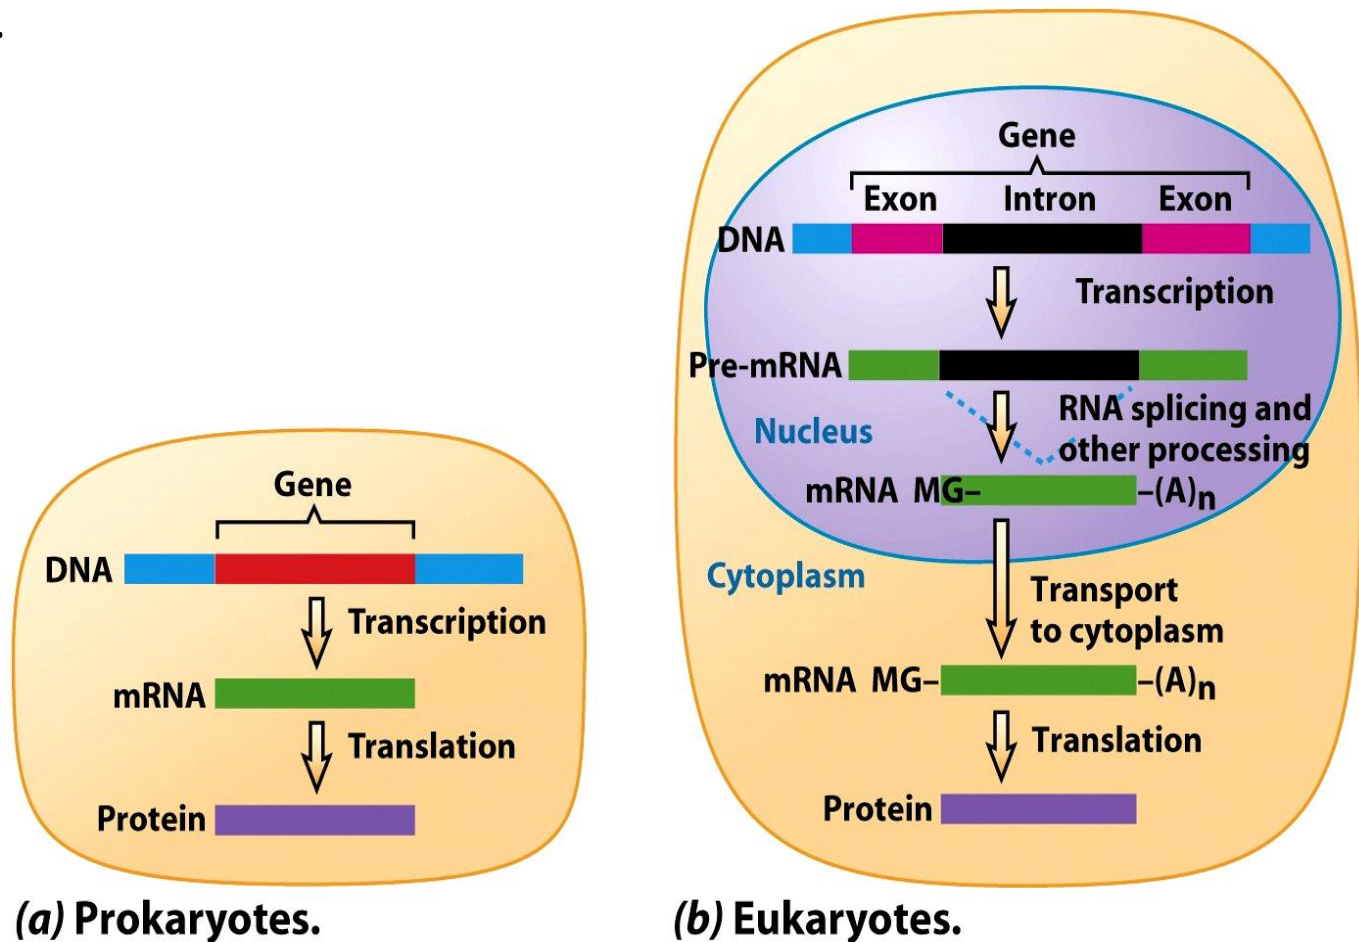 .
Gene
DNA
Transcription
mRNA
Translation
Protein
(a) Prokaryotes.
Gene
Exon Intron Exon
DNA
Transcription
Pre-mRNA
RNA splicing and
other processing
Nucleus
mRNA MG– –(A)n
Cytoplasm
Transport
to cytoplasm
mRNA MG– –(A)n
Translation
Protein
(b) Eukaryotes.